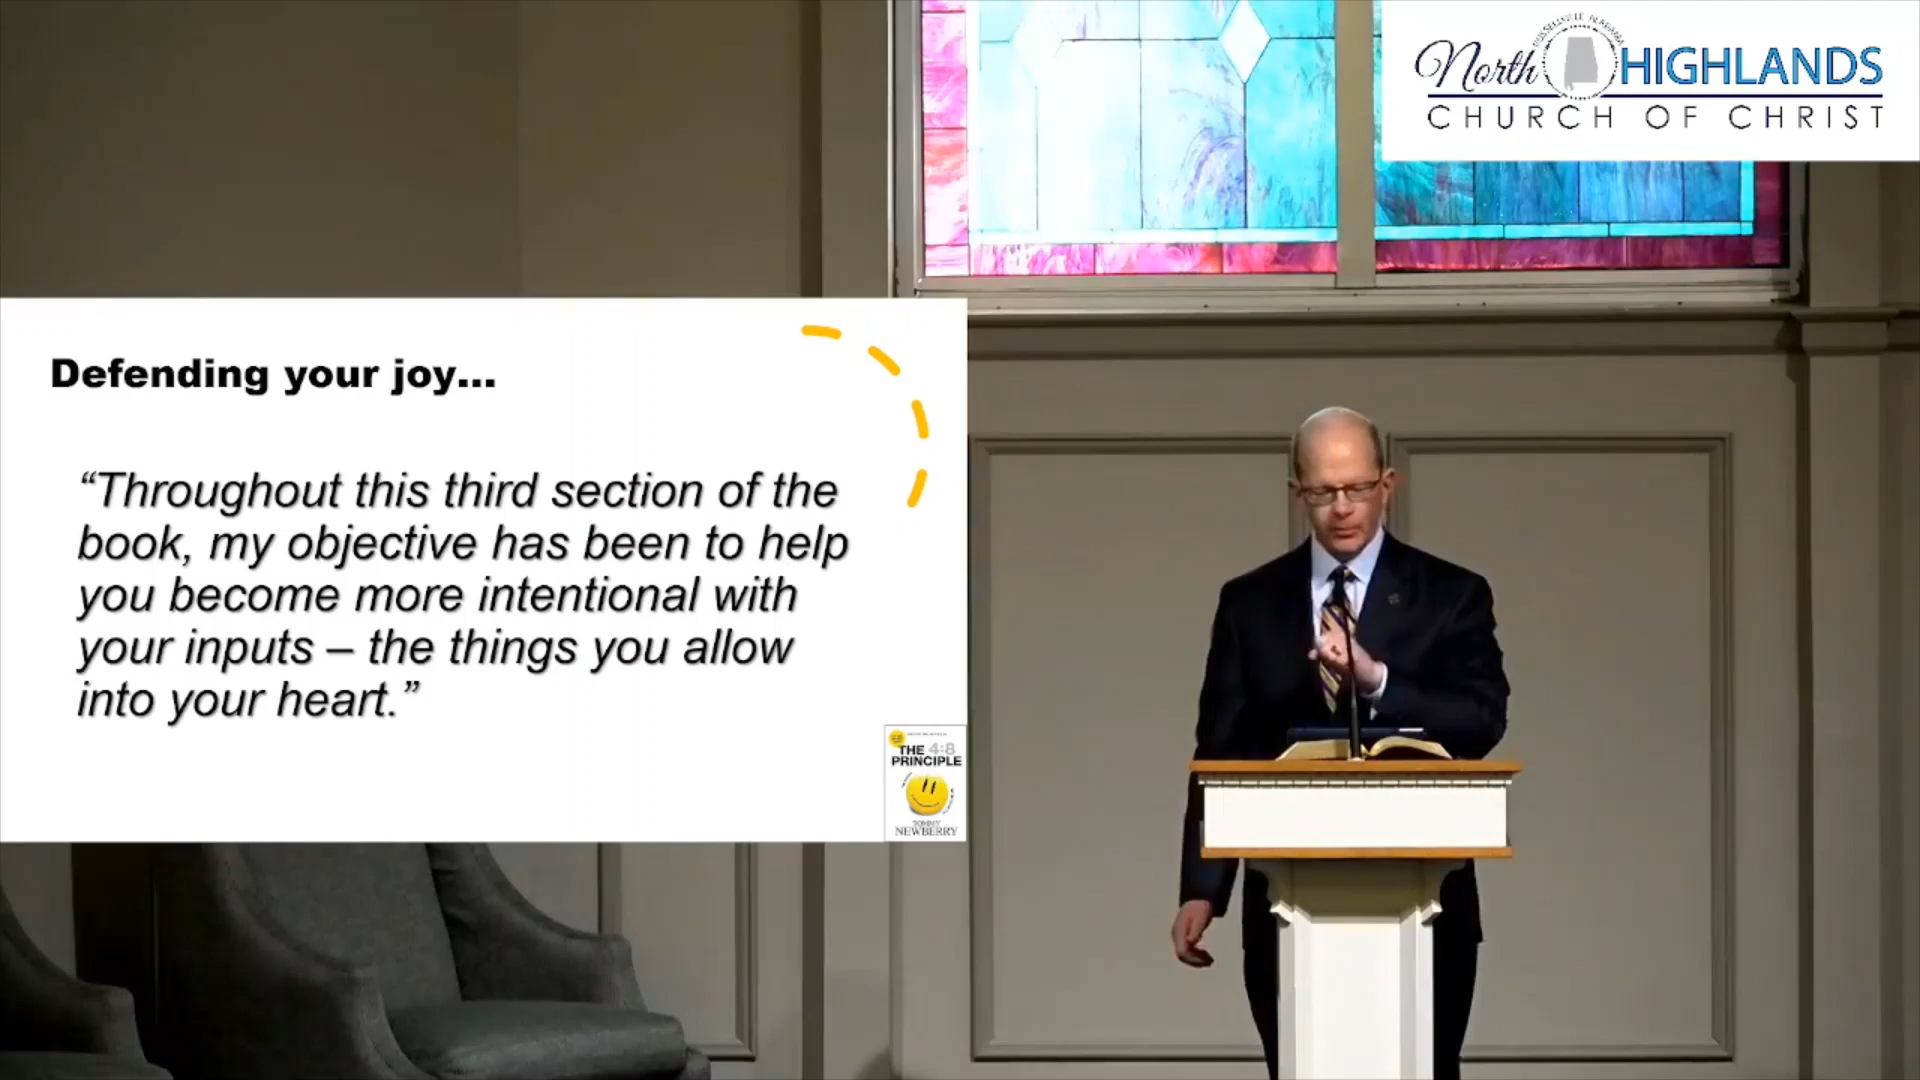 RUSSELLVILLE, ALABAMA
North HIGHLANDS
CHURCH OF CHRIST
Defending your joy...
“Throughout this third section of the
book, my objective has been to help
you become more intentional with
your inputs – the things you allow
into your heart.”
THE 4:8
PRINCIPLE
TOMMY
NEWBERRY